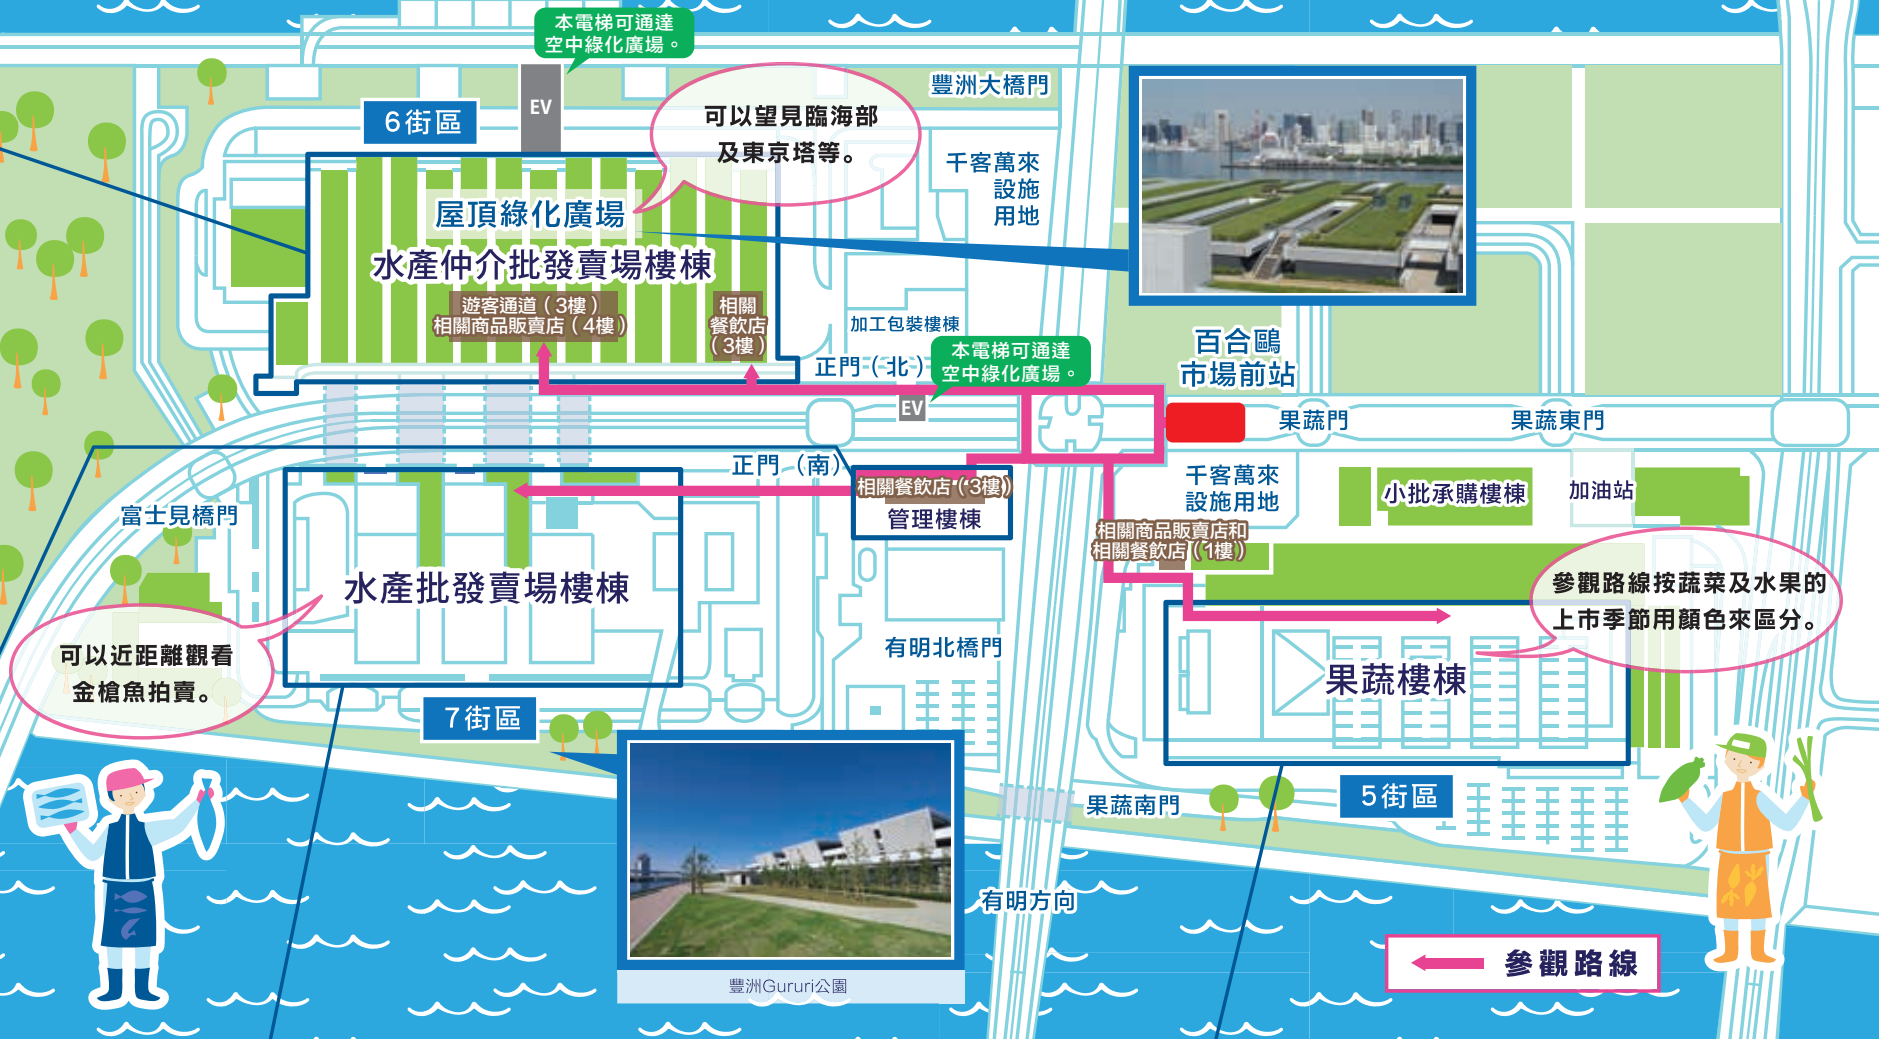 本電梯可通達
空中綠化廣場。
EV
6街區
可以望見臨海部
及東京塔等。
豐洲大橋門
千客萬來
設施
用地
屋頂綠化廣場
水產仲介批發賣場樓棟
遊客通道（3樓）
相關商品販賣店（4樓）
相關
餐飲店
（3樓）
加工包裝樓棟
正門（北）
本電梯可通達
空中綠化廣場。
EV
百合鷗
市場前站
果蔬門
果蔬東門
正門（南）
相關餐飲店（3樓）
管理樓棟
千客萬來
設施用地
小批承購樓棟
加油站
富士見橋門
相關商品販賣店和
相關餐飲店（1樓）
水產批發賣場樓棟
參觀路線按蔬菜及水果的
上市季節用顏色來區分。
可以近距離觀看
金槍魚拍賣。
有明北橋門
果蔬樓棟
7街區
5街區
果蔬南門
有明方向
參觀路線
豐洲Gururi公園